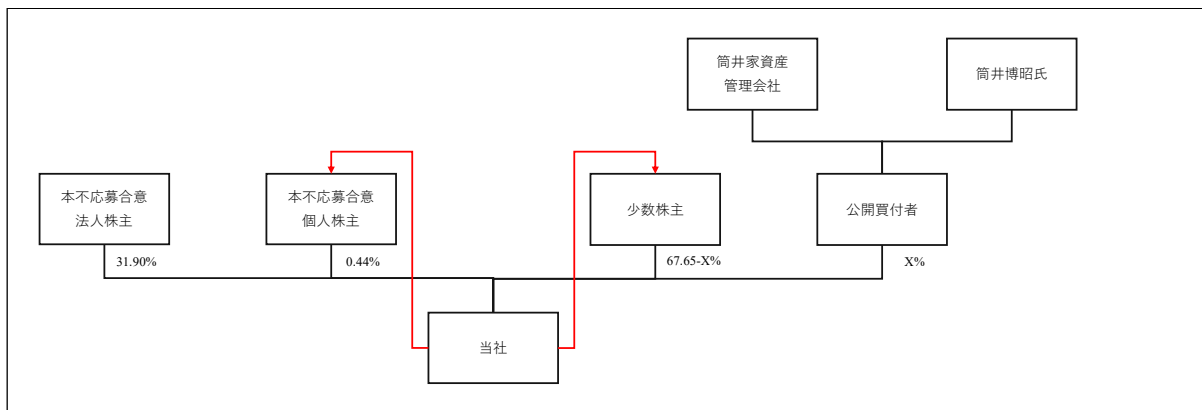 筒井家資産
管理会社
筒井博昭氏
本不応募合意
法人株主
本不応募合意
個人株主
少数株主
公開買付者
31.90%
0.44%
67.65-X%
X%
当社